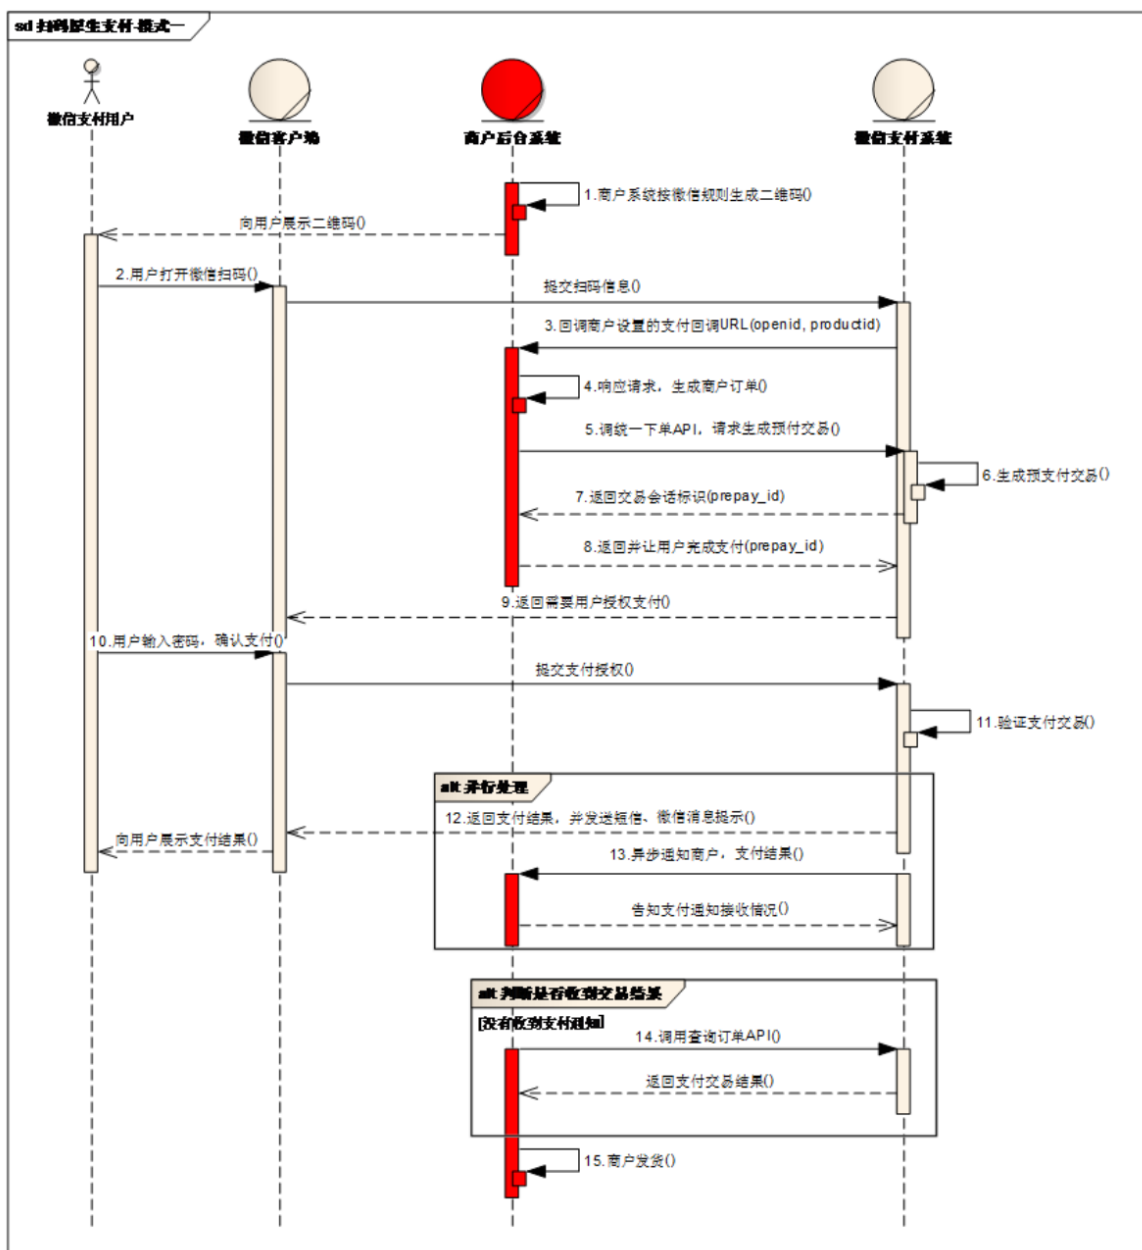 sd 扫码原生支付-模式一
微信支付用户
微信客户端
商户后台系统
微信支付系统
1.商户系统按微信规则生成二维码()
向用户展示二维码()
2.用户打开微信扫码()
提交扫码信息()
3.回调商户设置的支付回调URL(openid, productid)
4.响应请求，生成商户订单()
5.调统一下单API，请求生成预付交易()
6.生成预支付交易()
7.返回交易会话标识(prepay_id)
8.返回并让用户完成支付(prepay_id)
9.返回需要用户授权支付()
10.用户输入密码，确认支付()
提交支付授权()
11.验证支付交易()
alt 并行处理
12.返回支付结果，并发送短信、微信消息提示()
向用户展示支付结果()
13.异步通知商户，支付结果()
告知支付通知接收情况()
alt 判断是否收到交易结果
[没有收到支付通知]
14.调用查询订单API()
返回支付交易结果()
15.商户发货()